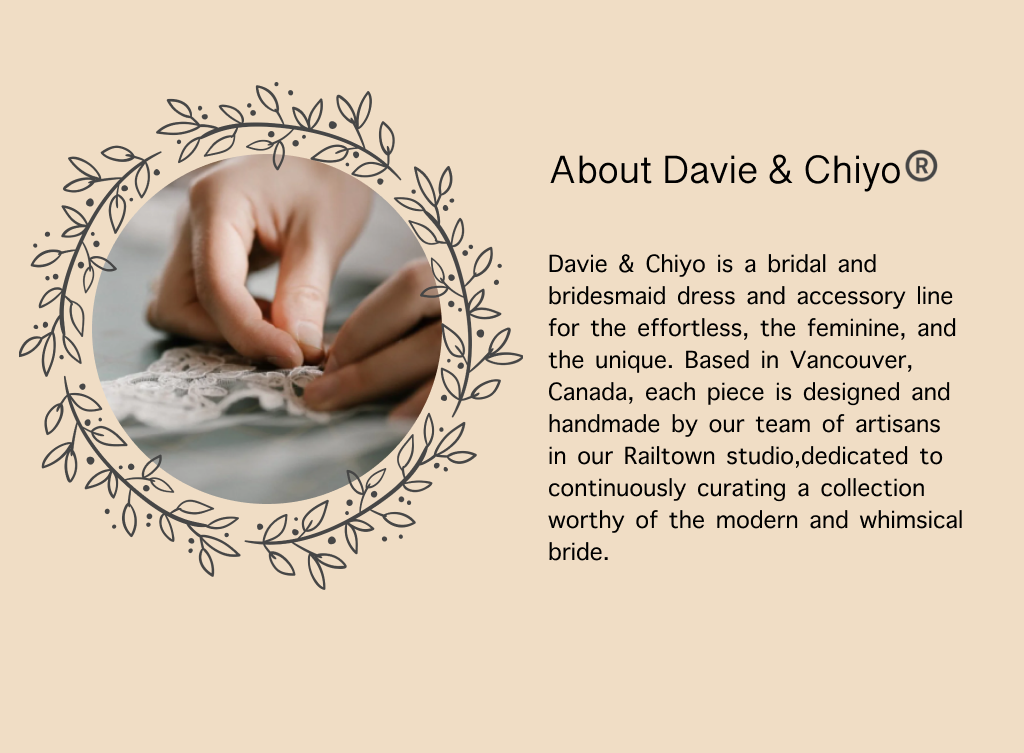 About Davie & Chiyo®
Davie & Chiyo is a bridal and
bridesmaid dress and accessory line
for the effortless, the feminine, and
the unique. Based in Vancouver,
Canada, each piece is designed and
handmade by our team of artisans
in our Railtown studio,dedicated to
continuously curating a collection
worthy of the modern and whimsical
bride.